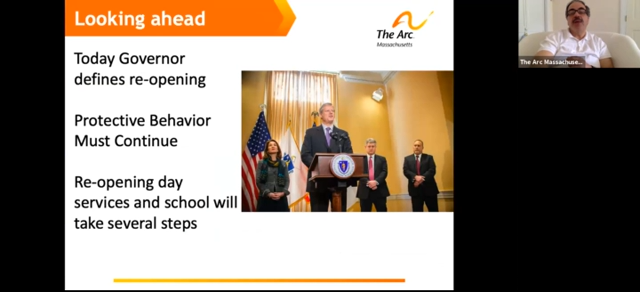 Looking ahead
The Arc
Massachusetts
The Arc Massachuse...
Today Governor
defines re-opening
Protective Behavior
Must Continue
Re-opening day
services and school will
take several steps